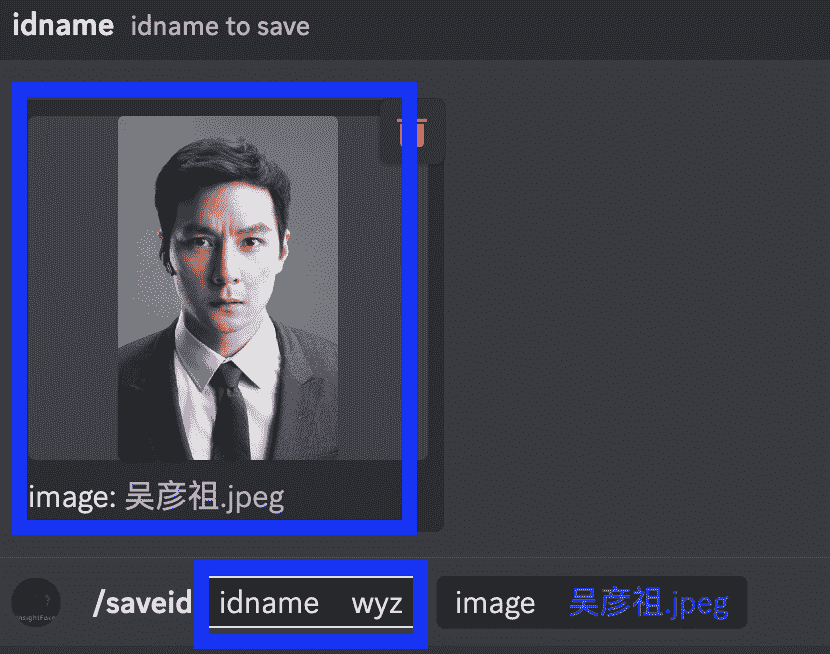 idname idname to save
image: 吴彦祖.jpeg
/saveid idname wyz image 吴彦祖.jpeg